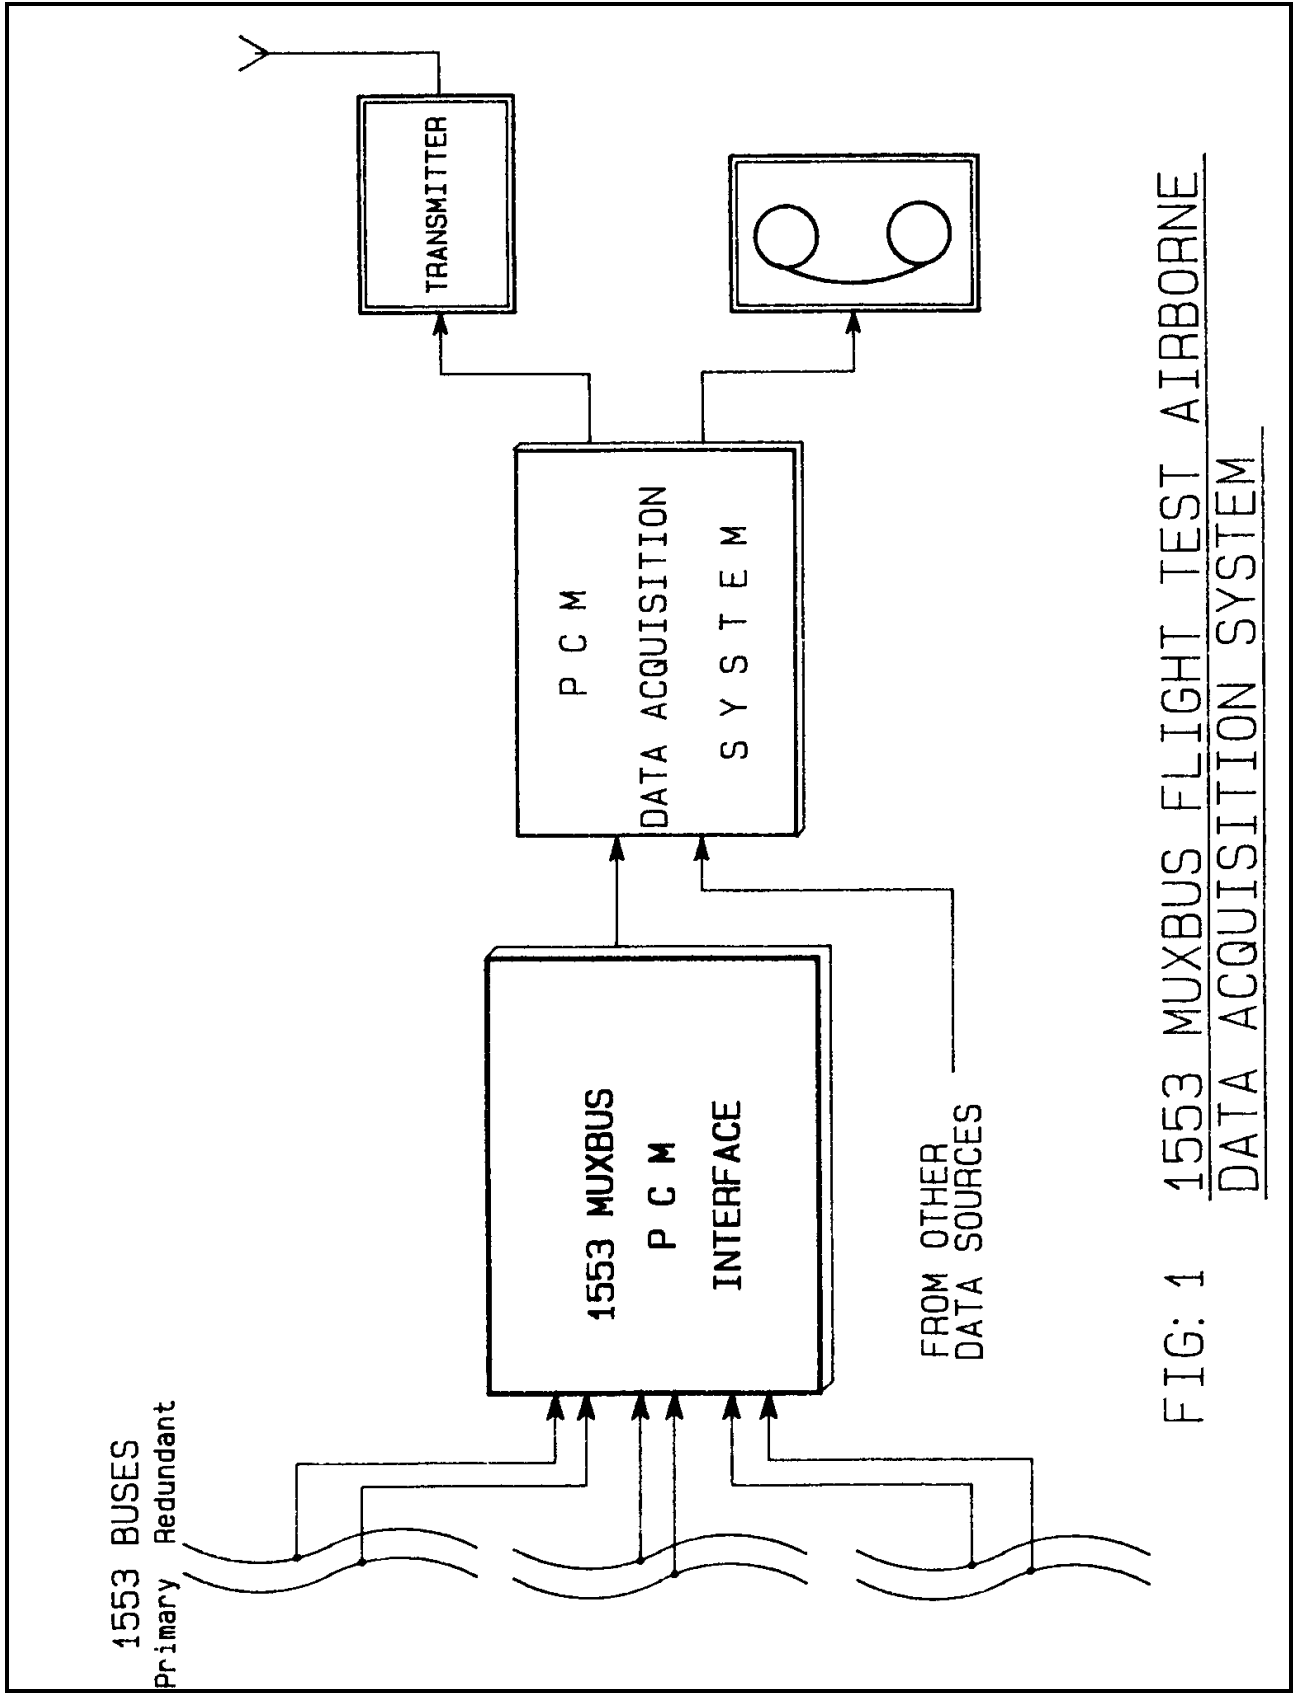 1553 BUSES
Primary Redundant
1553 MUXBUS
P C M
INTERFACE
FROM OTHER
DATA SOURCES
P C M
DATA ACQUISITION
S Y S T E M
TRANSMITTER
FIG: 1 1553 MUXBUS FLIGHT TEST AIRBORNE
DATA ACQUISITION SYSTEM